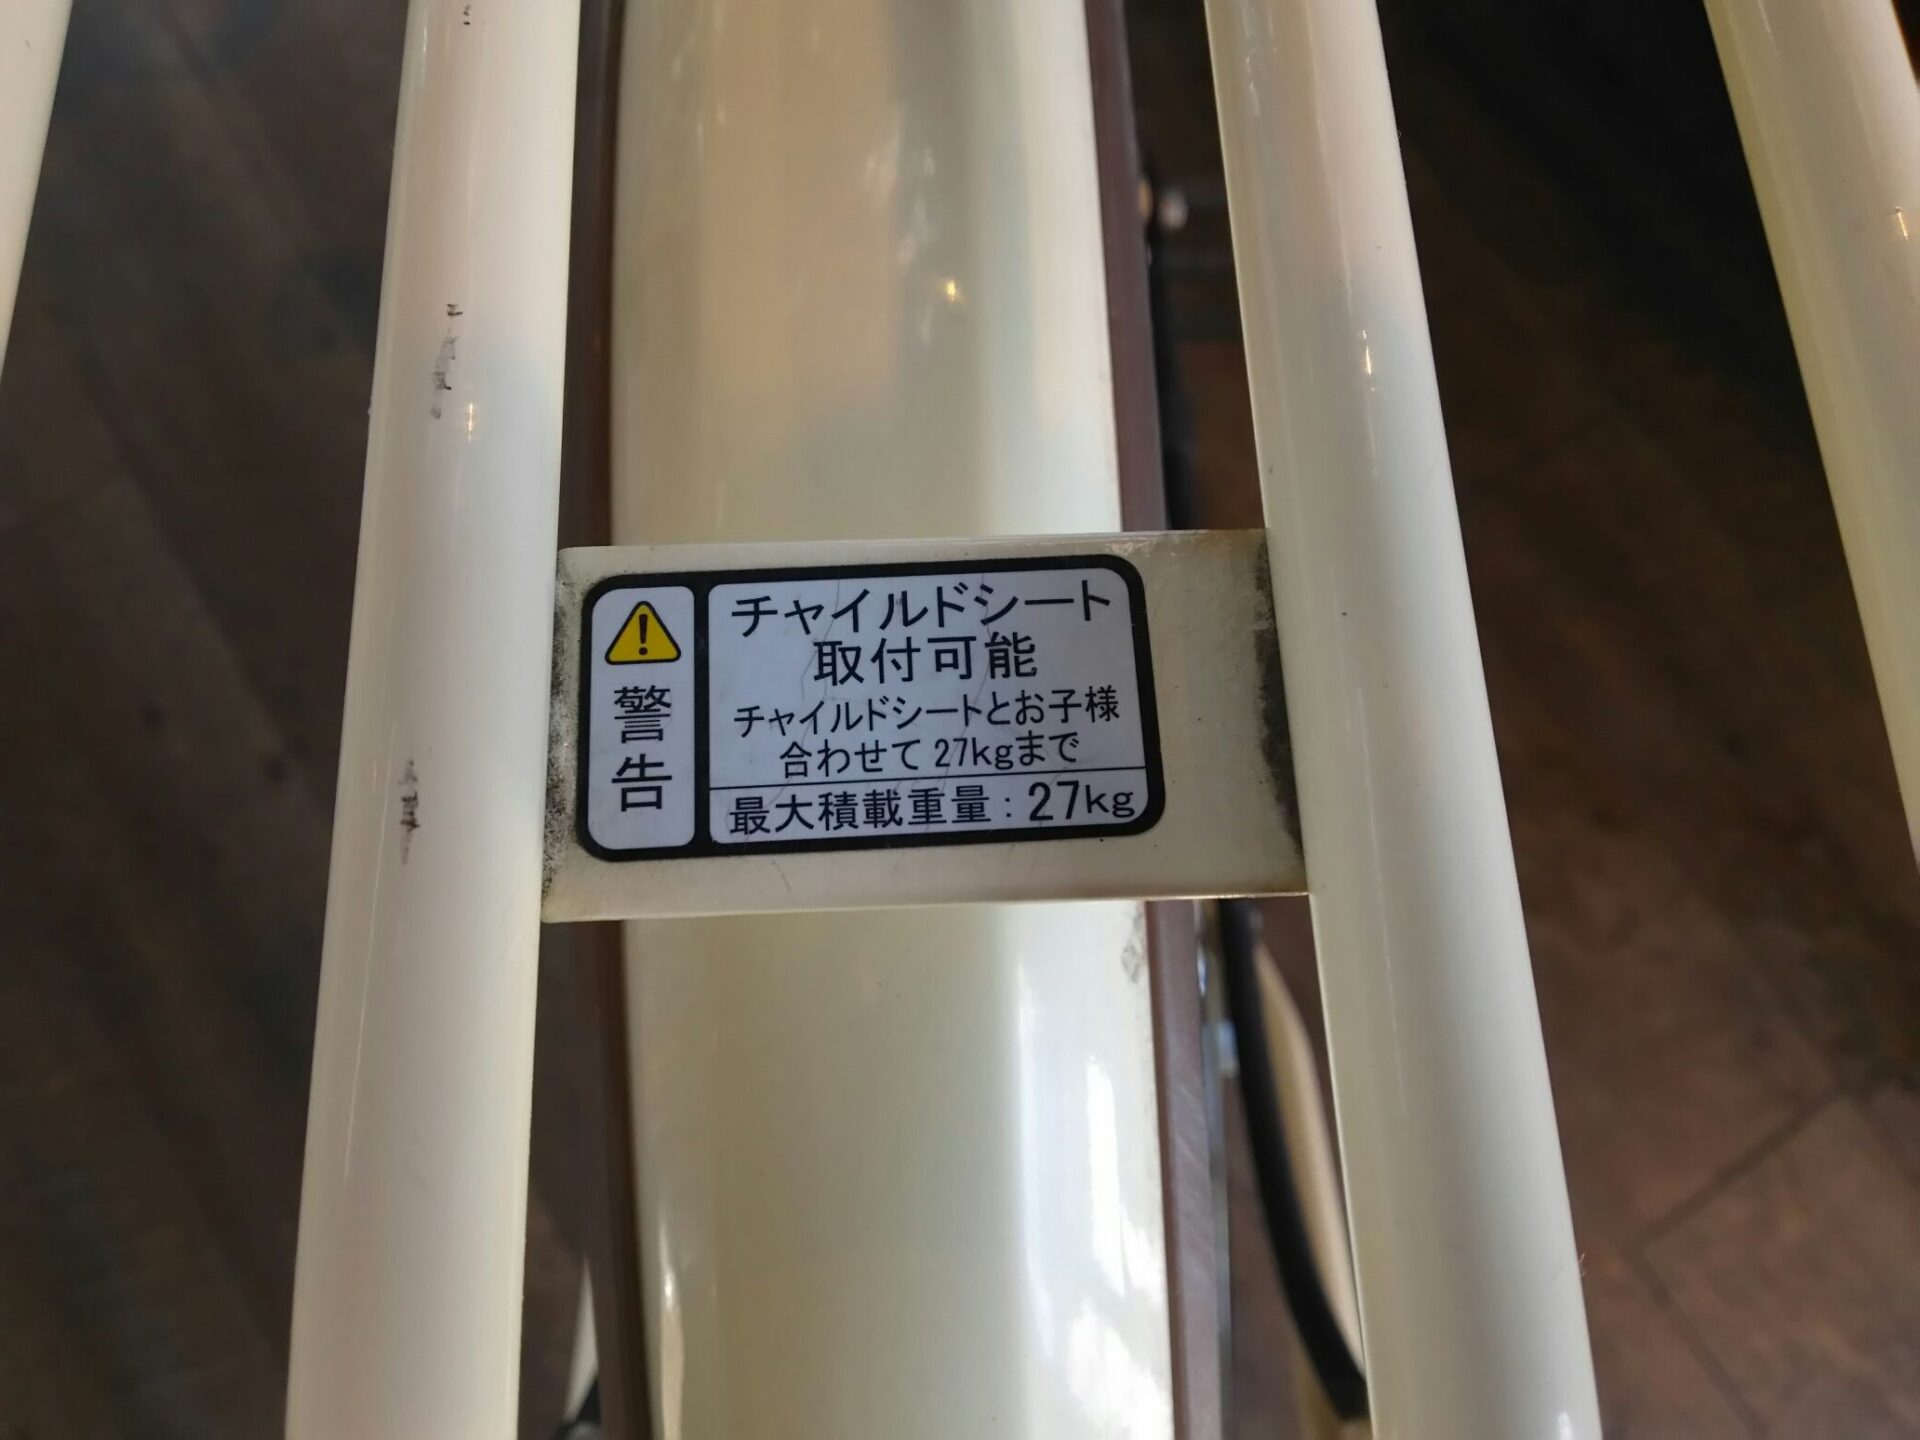 警告
チャイルドシート
取付可能
チャイルドシートとお子様
合わせて27kgまで
最大積載重量：27kg